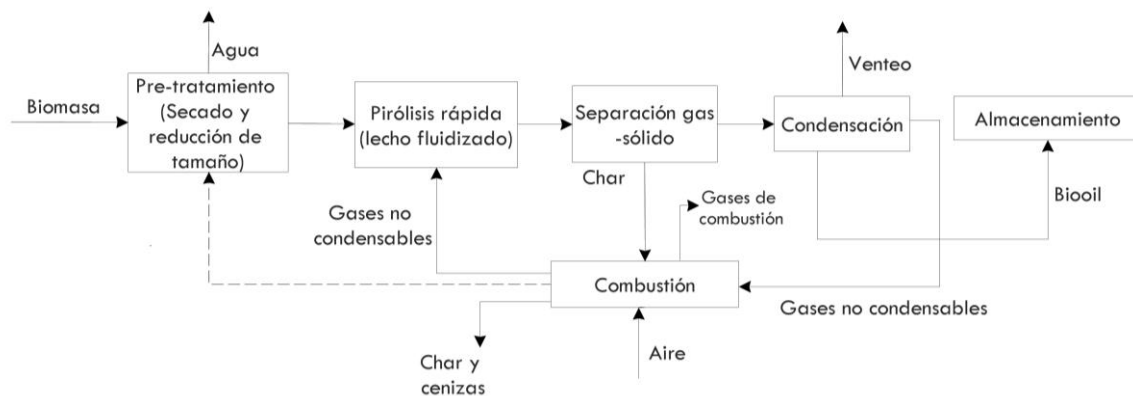 Agua
Venteo
Biomasa
Pre-tratamiento
(Secado y
reducción de
tamaño)
Pirólisis rápida
(lecho fluidizado)
Separación gas
-sólido
Condensación
Almacenamiento
Char
Gases no
condensables
Gases de
combustión
Biooil
Combustión
Gases no condensables
Char y
cenizas
Aire